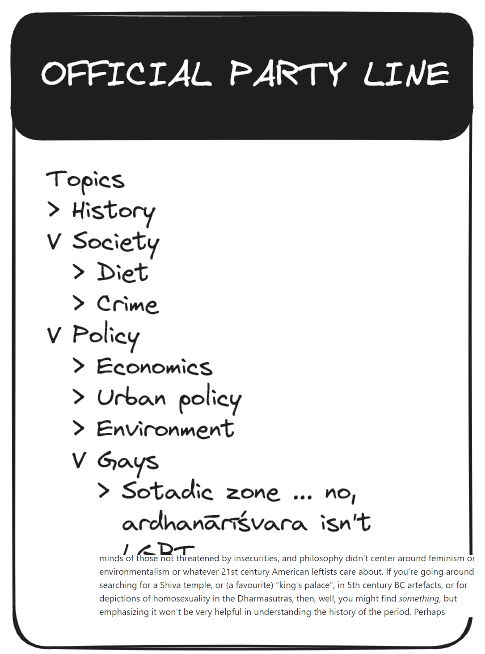 OFFICIAL PARTY LINE
Topics
> History
V Society
> Diet
> Crime
V Policy
> Economics
> Urban policy
> Environment
V Gays
> Sotadic zone ... no,
ardhanārīśvara isn't
LGBT
minds of those not threatened by insecurities, and philosophy didn't center around feminism or
environmentalism or whatever 21st century American leftists care about. If you're going around
searching for a Shiva temple, or (a favourite) "king's palace", in 5th century BC artefacts, or for
depictions of homosexuality in the Dharmasutras, then, well, you might find something, but
emphasizing it won't be very helpful in understanding the history of the period. Perhaps